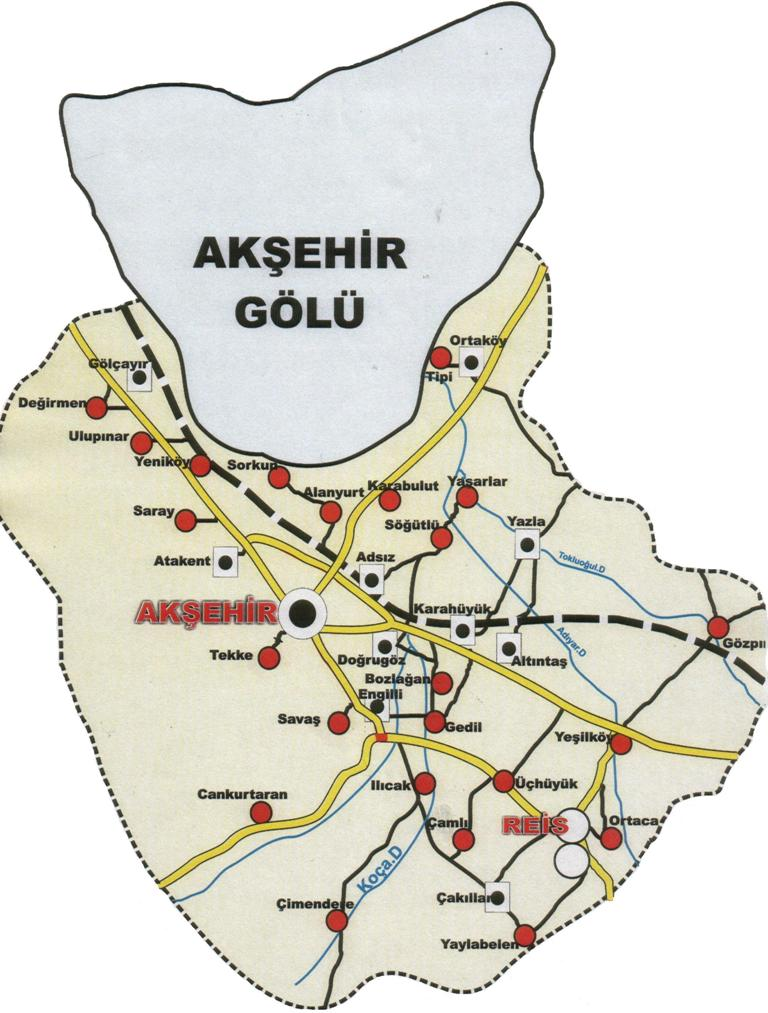 AKŞEHİR
GÖLÜ
Ortaköy
Tipi
Gölçayır
Değirmen
Ulupınar
Yeniköy
Sorkun
Alanyurt
Karabulut
Yaşarlar
Saray
Söğütlü
Yazla
Atakent
Adsız
Tokluoğul.D
AKŞEHİR
Karahüyük
Adıyar.D
Gözpı
Tekke
Doğrugöz
Altıntaş
Bozlağan
Engilli
Savaş
Gedil
Yeşilköy
Ilıcak
Üçhüyük
Cankurtaran
Çamlı
REİS
Ortaca
Koça.D
Çakıllar
Çimendere
Yaylabelen